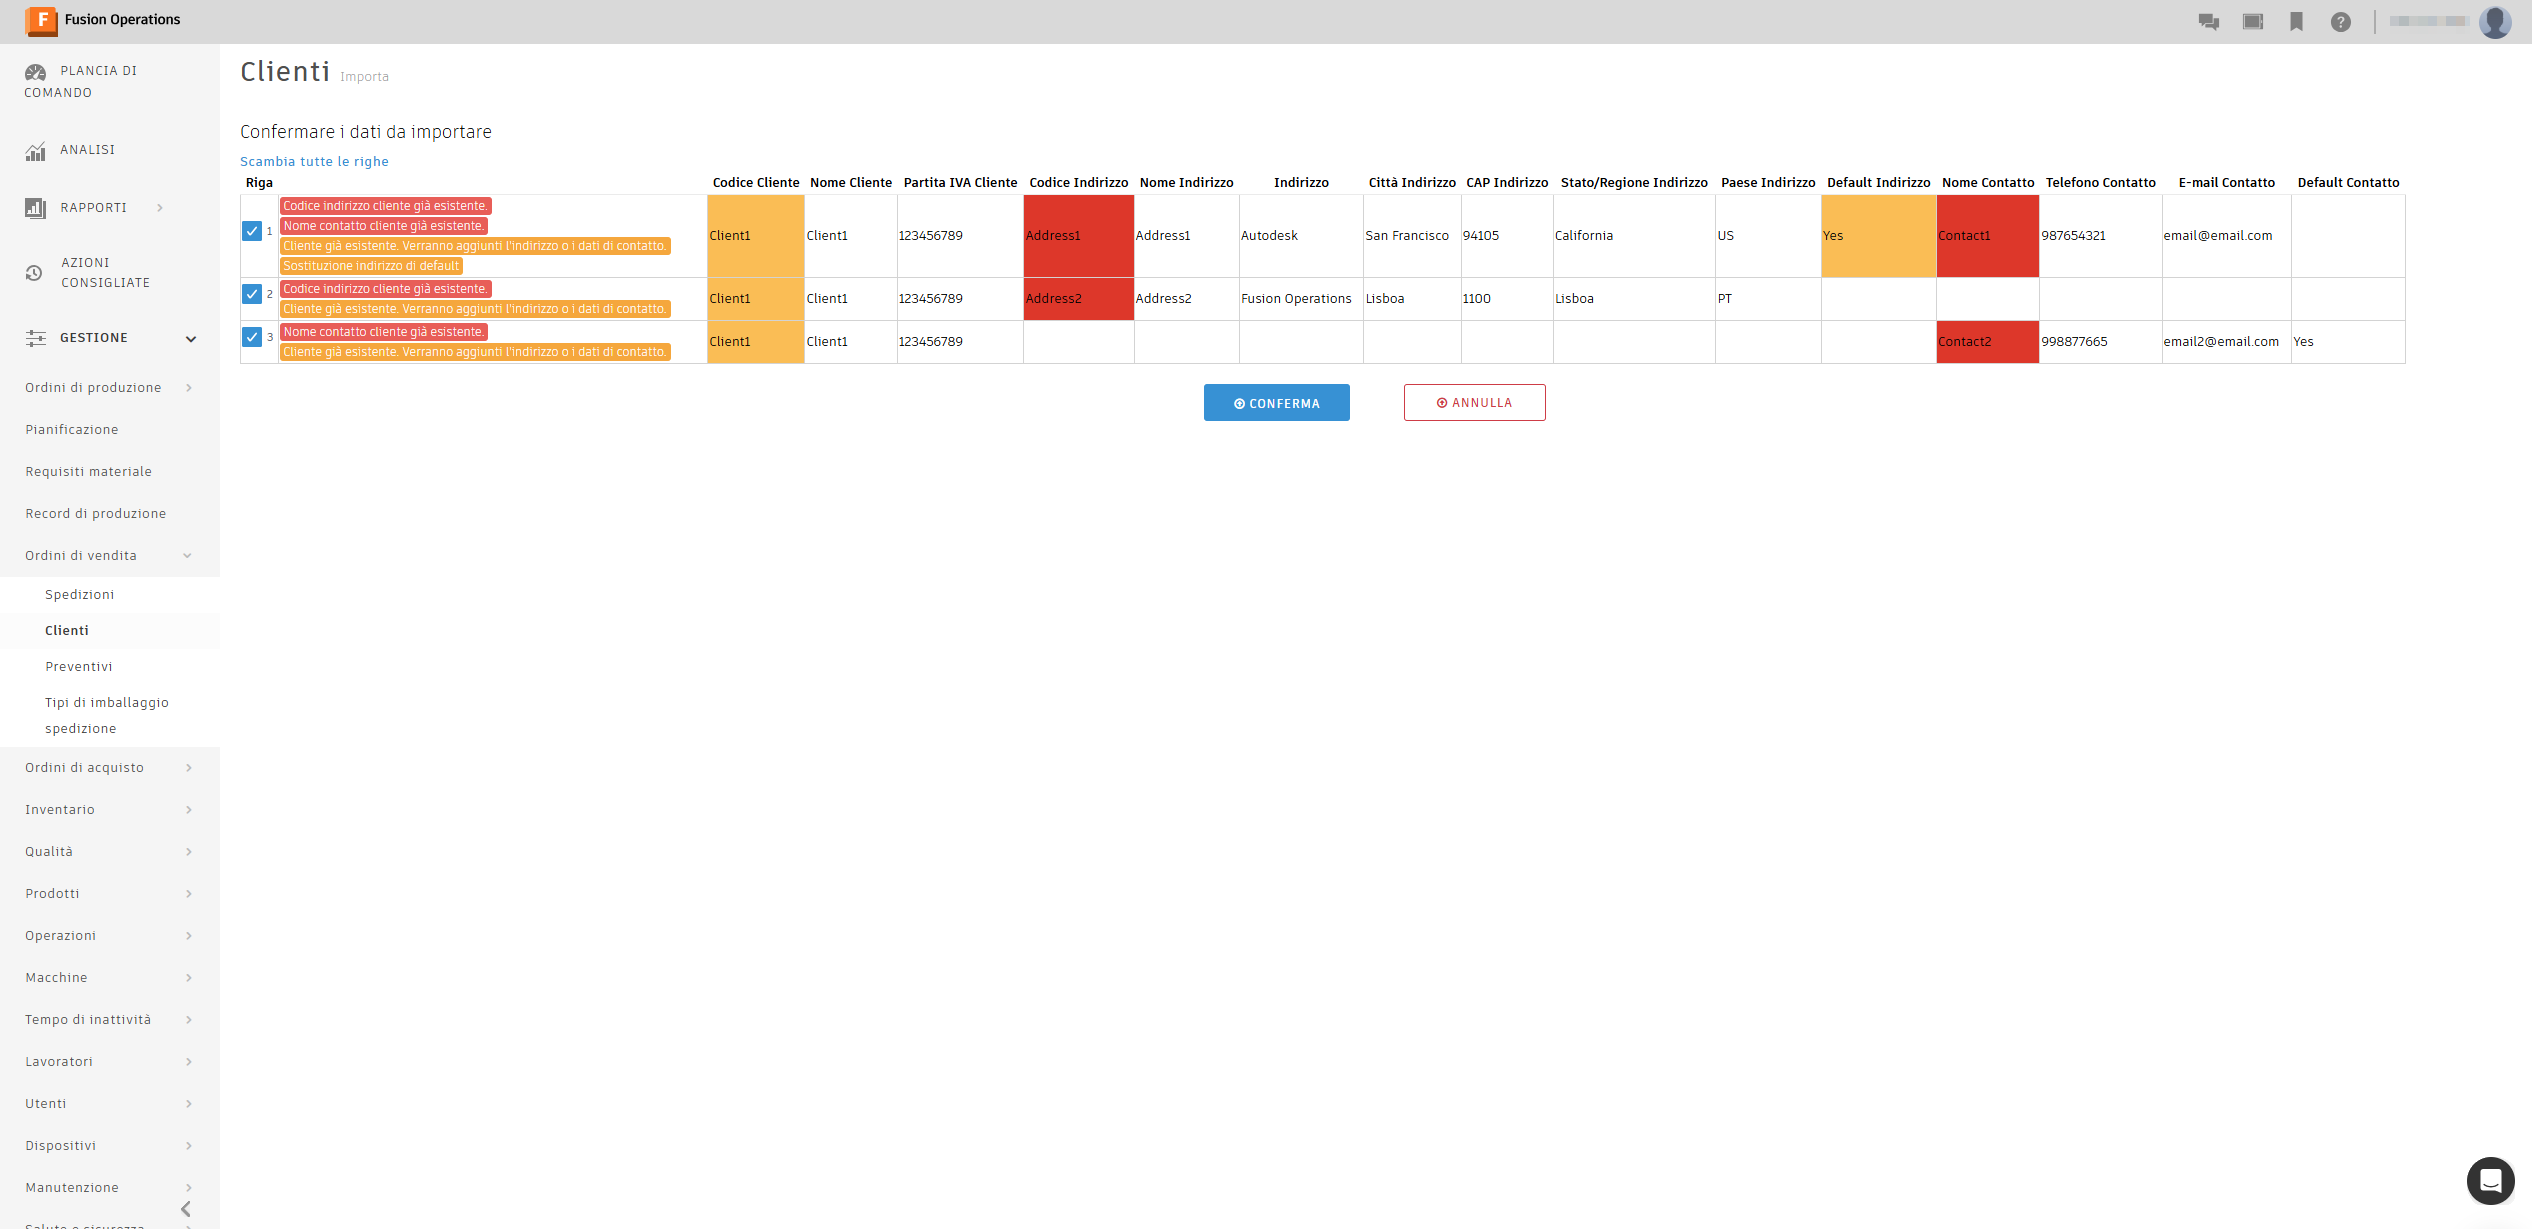 Fusion Operations
PLANCIA DI
COMANDO
ANALISI
RAPPORTI
AZIONI
CONSIGLIATE
GESTIONE
Ordini di produzione
Pianificazione
Requisiti materiale
Record di produzione
Ordini di vendita
Spedizioni
Clienti
Preventivi
Tipi di imballaggio
spedizione
Ordini di acquisto
Inventario
Qualità
Prodotti
Operazioni
Macchine
Tempo di inattività
Lavoratori
Utenti
Dispositivi
Manutenzione
Salute e sicurezza
Clienti Importa
Confermare i dati da importare
Scambia tutte le righe
Riga Codice Cliente Nome Cliente Partita IVA Cliente Codice Indirizzo Nome Indirizzo Indirizzo Città Indirizzo CAP Indirizzo Stato/Regione Indirizzo Paese Indirizzo Default Indirizzo Nome Contatto Telefono Contatto E-mail Contatto Default Contatto
Codice indirizzo cliente già esistente.
Nome contatto cliente già esistente.
Cliente già esistente. Verranno aggiunti l'indirizzo o i dati di contatto.
Sostituzione indirizzo di default
1 Client1 Client1 123456789 Address1 Address1 Autodesk San Francisco 94105 California US Yes Contact1 987654321 email@email.com
Codice indirizzo cliente già esistente.
Cliente già esistente. Verranno aggiunti l'indirizzo o i dati di contatto.
2 Client1 Client1 123456789 Address2 Address2 Fusion Operations Lisboa 1100 Lisboa PT
Nome contatto cliente già esistente.
Cliente già esistente. Verranno aggiunti l'indirizzo o i dati di contatto.
3 Client1 Client1 123456789 Contact2 998877665 email2@email.com Yes
CONFERMA ANNULLA